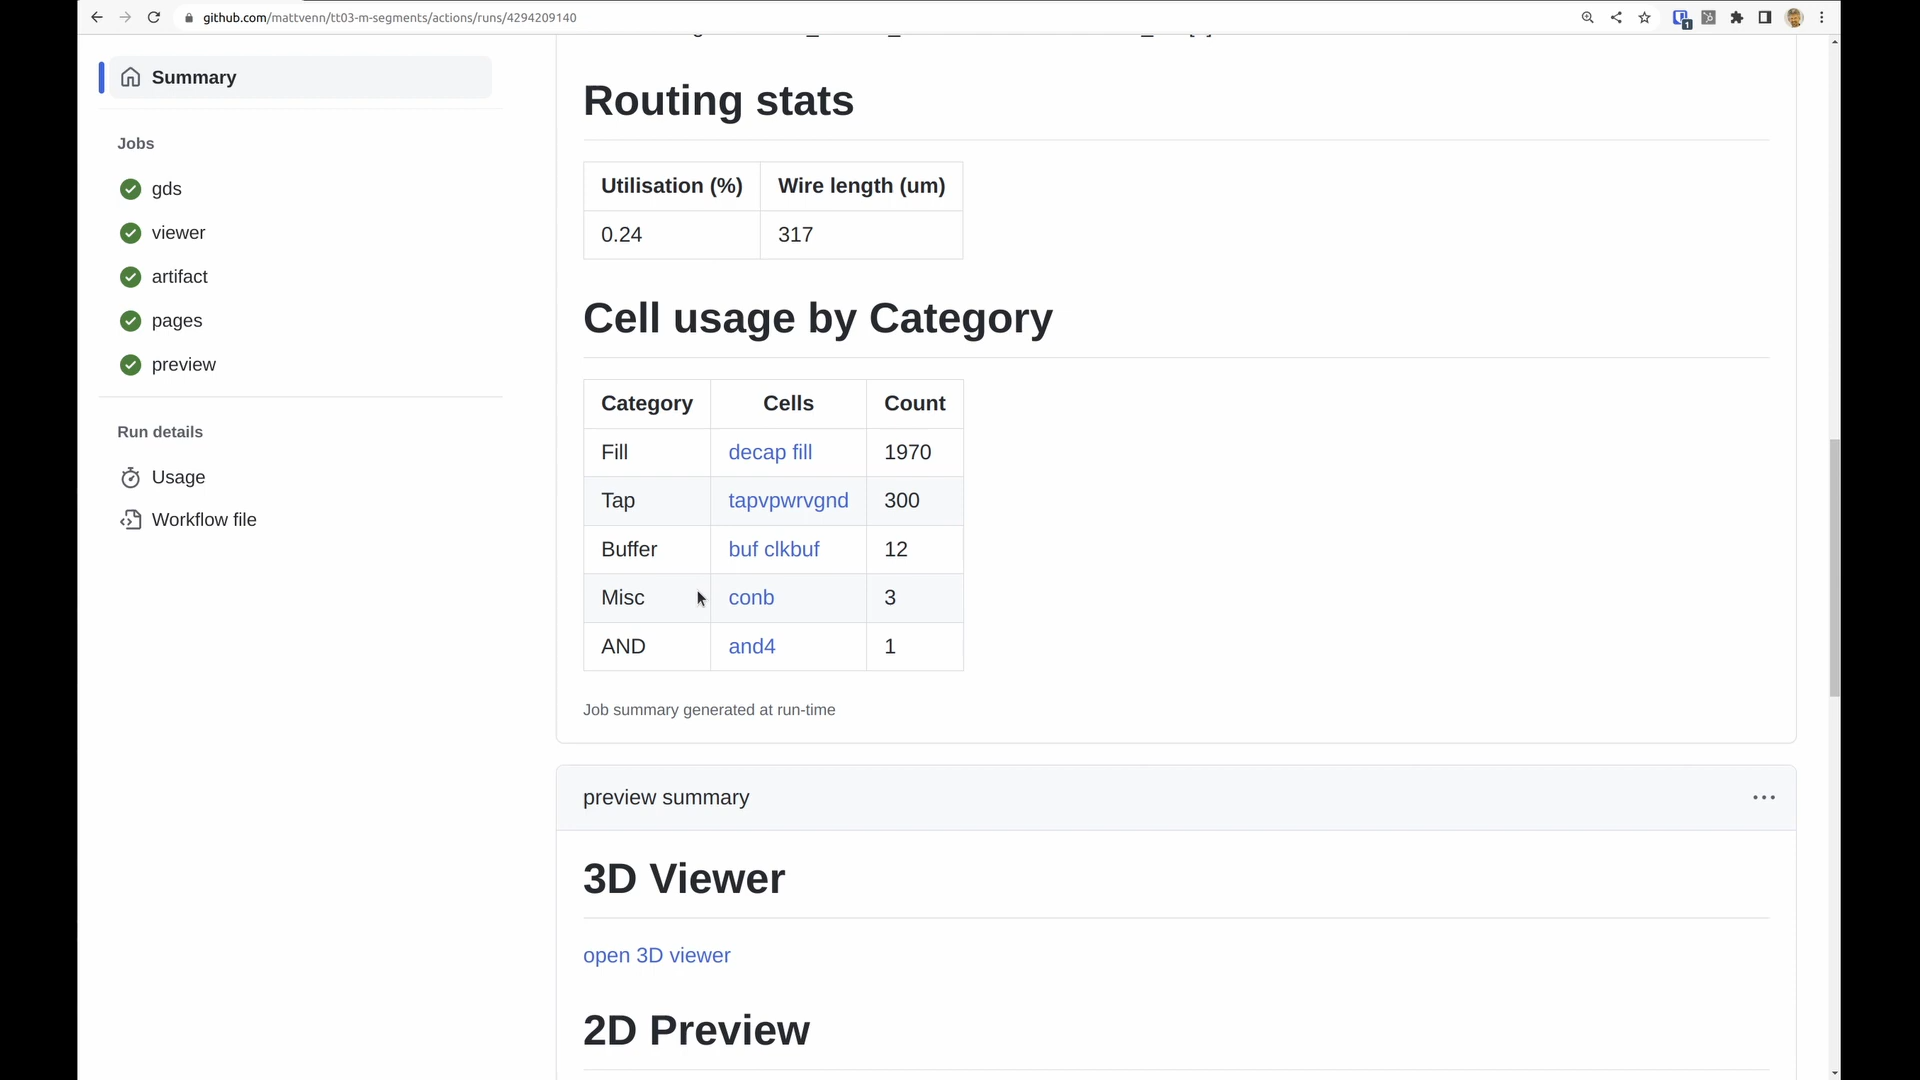 github.com/mattvenn/tt03-m-segments/actions/runs/4294209140
1
Summary
Jobs
gds
viewer
artifact
pages
preview
Run details
Usage
Workflow file
Routing stats
Utilisation (%) Wire length (um)
0.24 317
Cell usage by Category
Category Cells Count
Fill decap fill 1970
Tap tapvpwrvgnd 300
Buffer buf clkbuf 12
Misc conb 3
AND and4 1
Job summary generated at run-time
preview summary
3D Viewer
open 3D viewer
2D Preview